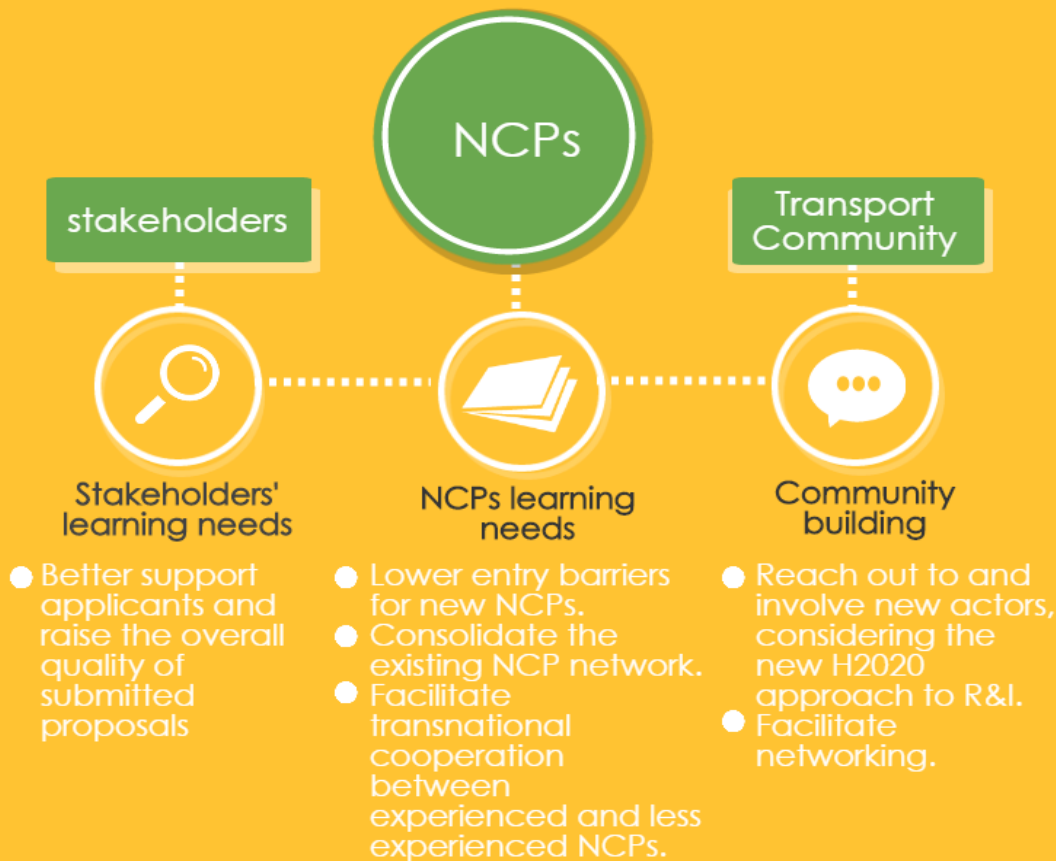 NCPs
stakeholders
Transport
Community
Stakeholders'
learning needs
NCPs learning
needs
Community
building
Better support
applicants and
raise the overall
quality of
submitted
proposals
Lower entry barriers
for new NCPs.
Consolidate the
existing NCP network.
Facilitate
transnational
cooperation
between
experienced and less
experienced NCPs.
Reach out to and
involve new actors,
considering the
new H2020
approach to R&I.
Facilitate
networking.